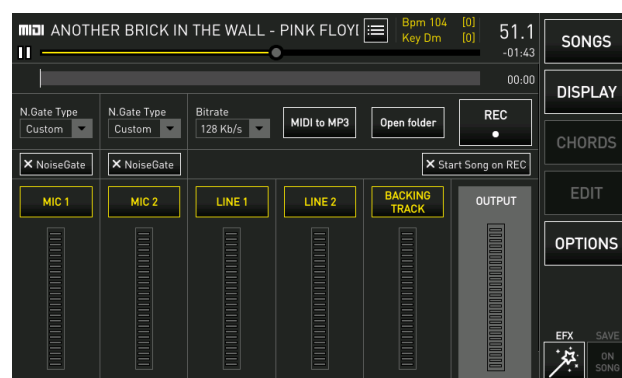 MIDI ANOTHER BRICK IN THE WALL - PINK FLOY
Bpm 104 [0]
Key Dm [0]
51.1
-01:43
00:00
SONGS
DISPLAY
CHORDS
EDIT
OPTIONS
N.Gate Type
Custom
N.Gate Type
Custom
Bitrate
128 Kb/s
MIDI to MP3
Open folder
REC
NoiseGate
NoiseGate
Start Song on REC
MIC 1
MIC 2
LINE 1
LINE 2
BACKING
TRACK
OUTPUT
EFX
SAVE
ON
SONG